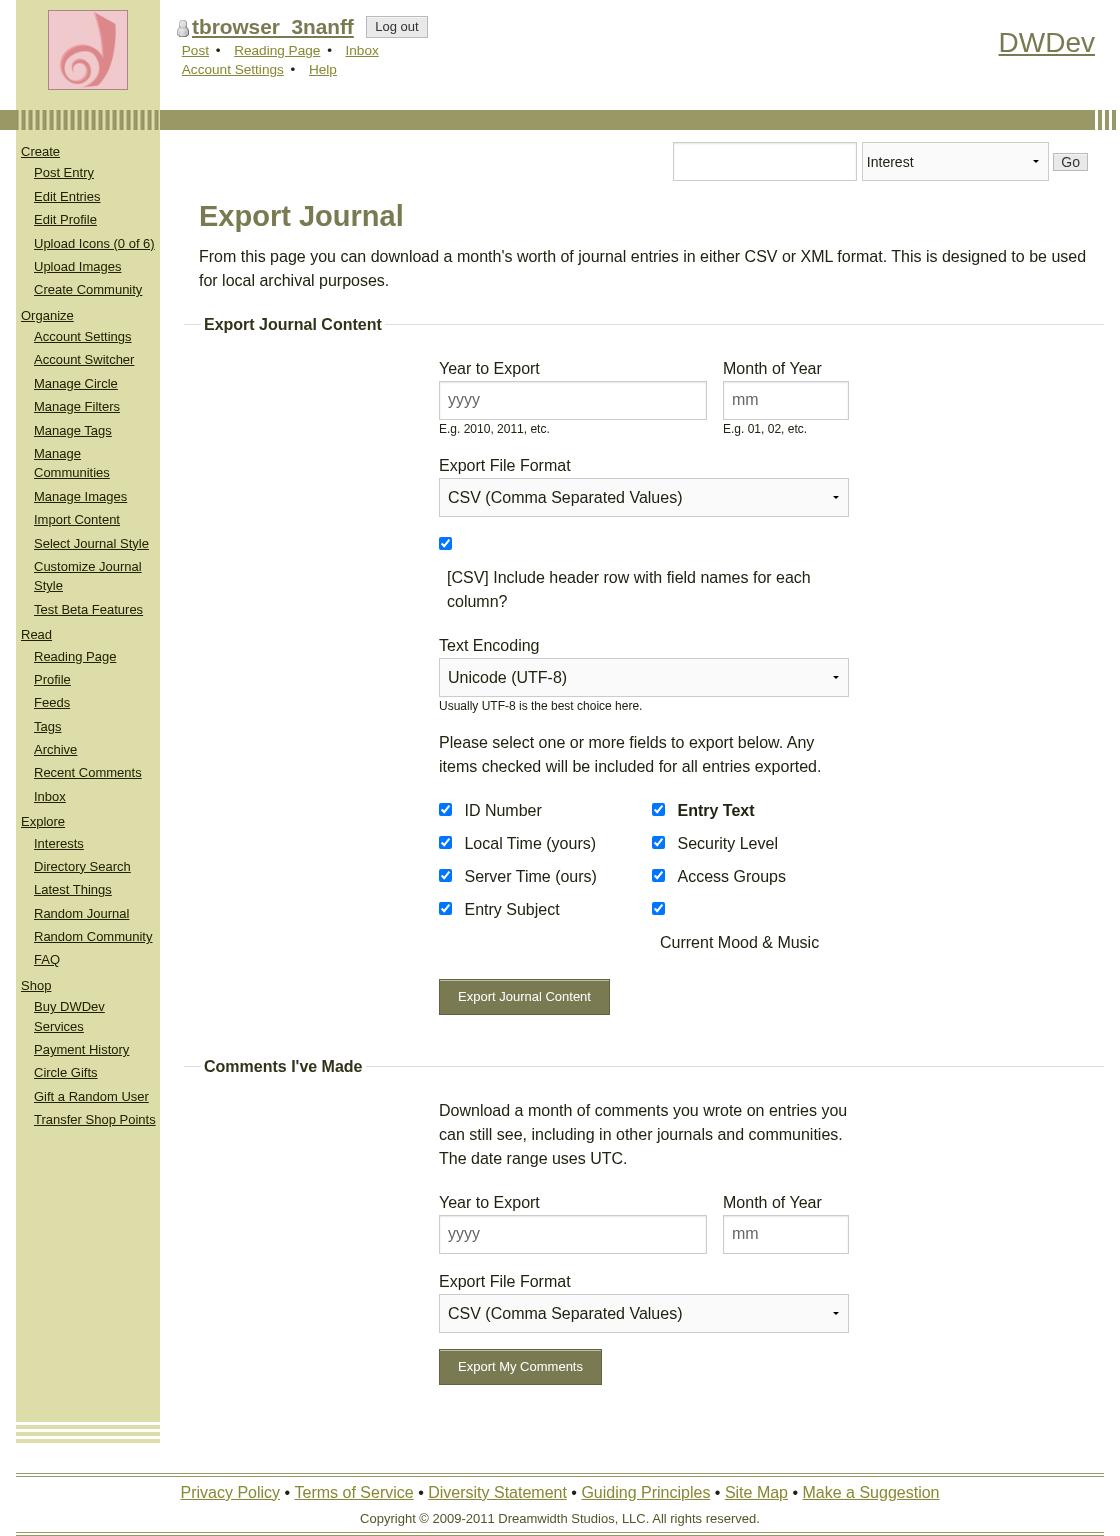 tbrowser_3nanff Log out
Post • Reading Page • Inbox
Account Settings • Help
DWDev
Create
Post Entry
Edit Entries
Edit Profile
Upload Icons (0 of 6)
Upload Images
Create Community
Organize
Account Settings
Account Switcher
Manage Circle
Manage Filters
Manage Tags
Manage
Communities
Manage Images
Import Content
Select Journal Style
Customize Journal
Style
Test Beta Features
Read
Reading Page
Profile
Feeds
Tags
Archive
Recent Comments
Inbox
Explore
Interests
Directory Search
Latest Things
Random Journal
Random Community
FAQ
Shop
Buy DWDev
Services
Payment History
Circle Gifts
Gift a Random User
Transfer Shop Points
Interest Go
Export Journal
From this page you can download a month's worth of journal entries in either CSV or XML format. This is designed to be used
for local archival purposes.
Export Journal Content
Year to Export Month of Year
yyyy mm
E.g. 2010, 2011, etc. E.g. 01, 02, etc.
Export File Format
CSV (Comma Separated Values)
[CSV] Include header row with field names for each
column?
Text Encoding
Unicode (UTF-8)
Usually UTF-8 is the best choice here.
Please select one or more fields to export below. Any
items checked will be included for all entries exported.
ID Number Entry Text
Local Time (yours) Security Level
Server Time (ours) Access Groups
Entry Subject
Current Mood & Music
Export Journal Content
Comments I've Made
Download a month of comments you wrote on entries you
can still see, including in other journals and communities.
The date range uses UTC.
Year to Export Month of Year
yyyy mm
Export File Format
CSV (Comma Separated Values)
Export My Comments
Privacy Policy • Terms of Service • Diversity Statement • Guiding Principles • Site Map • Make a Suggestion
Copyright © 2009-2011 Dreamwidth Studios, LLC. All rights reserved.